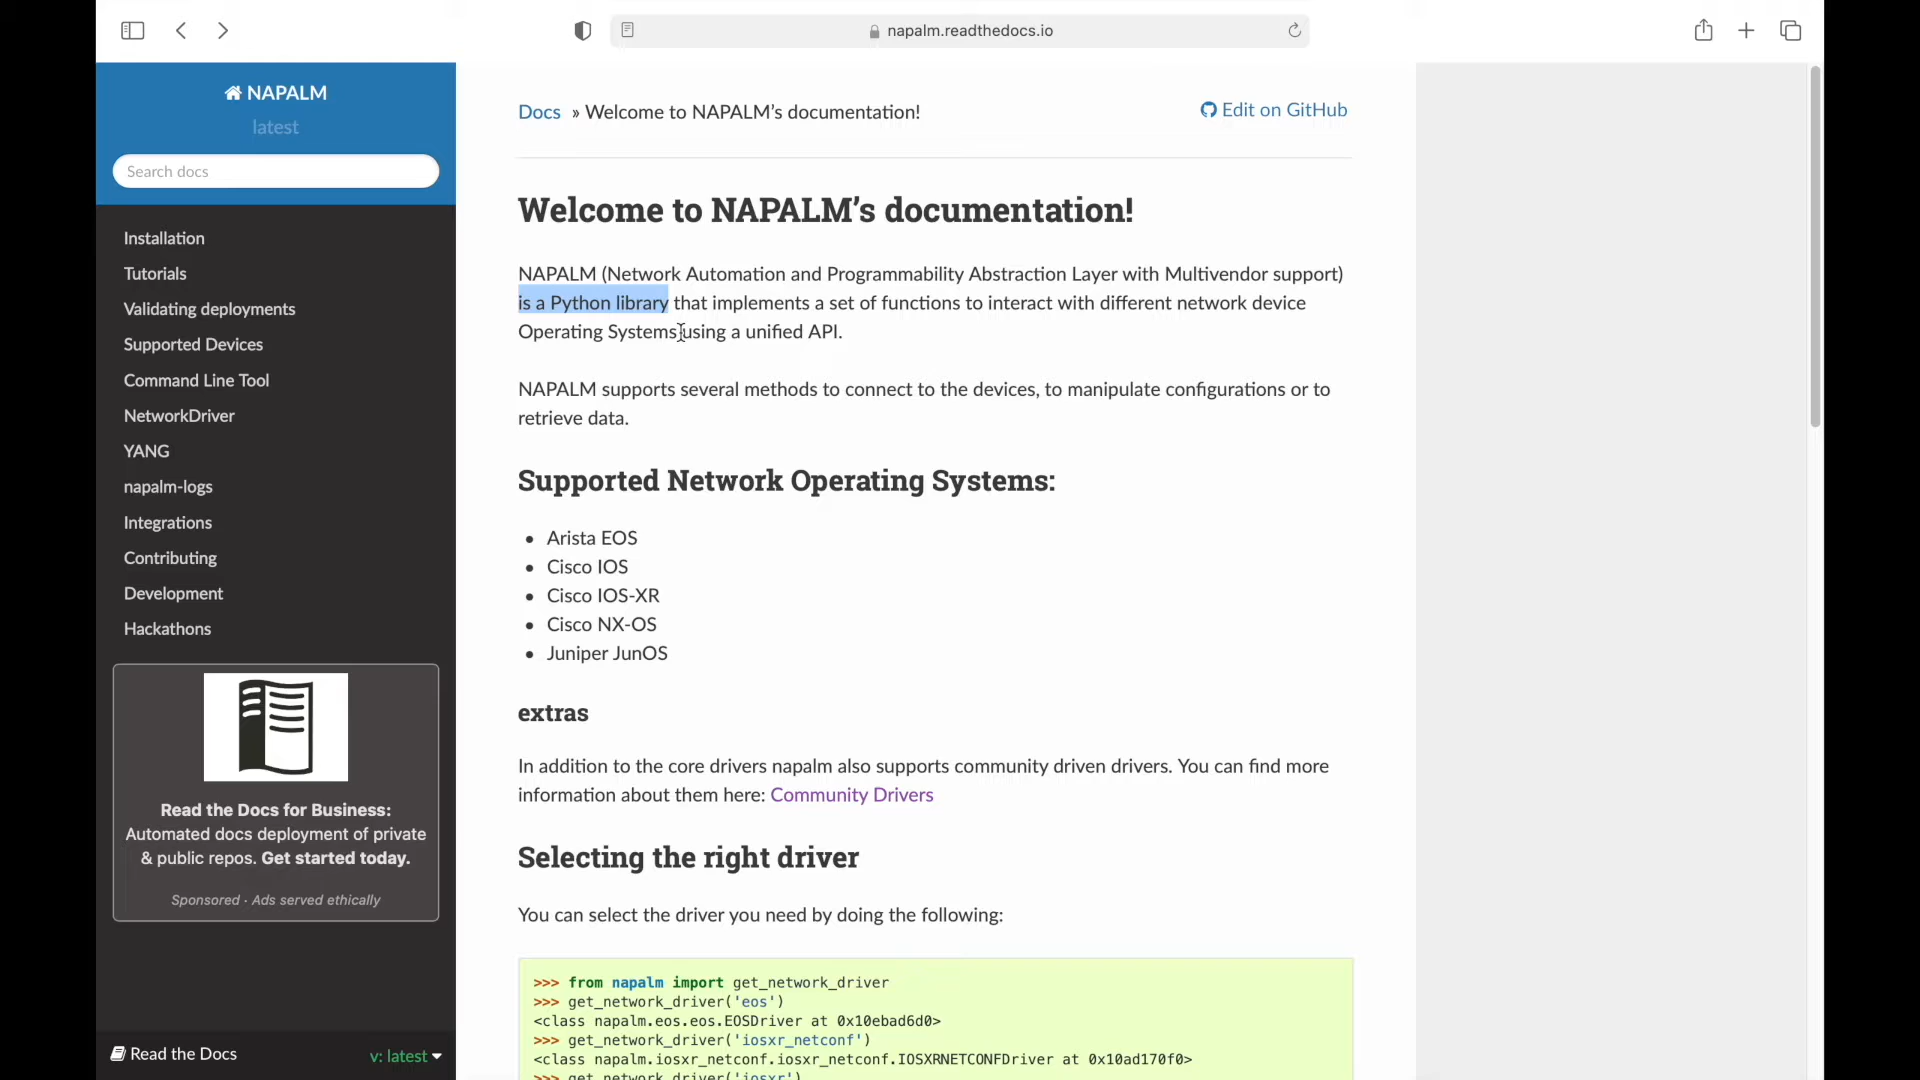 napalm.readthedocs.io
NAPALM
latest
Search docs
Installation
Tutorials
Validating deployments
Supported Devices
Command Line Tool
NetworkDriver
YANG
napalm-logs
Integrations
Contributing
Development
Hackathons
Read the Docs for Business:
Automated docs deployment of private
& public repos. Get started today.
Sponsored · Ads served ethically
Read the Docs
v: latest
Docs » Welcome to NAPALM’s documentation!
Edit on GitHub
Welcome to NAPALM’s documentation!
NAPALM (Network Automation and Programmability Abstraction Layer with Multivendor support)
is a Python library that implements a set of functions to interact with different network device
Operating Systems using a unified API.
NAPALM supports several methods to connect to the devices, to manipulate configurations or to
retrieve data.
Supported Network Operating Systems:
• Arista EOS
• Cisco IOS
• Cisco IOS-XR
• Cisco NX-OS
• Juniper JunOS
extras
In addition to the core drivers napalm also supports community driven drivers. You can find more
information about them here: Community Drivers
Selecting the right driver
You can select the driver you need by doing the following:
>>> from napalm import get_network_driver
>>> get_network_driver('eos')
<class napalm.eos.eos.EOSDriver at 0x10ebad6d0>
>>> get_network_driver('iosxr_netconf')
<class napalm.iosxr_netconf.iosxr_netconf.IOSXRNETCONFDriver at 0x10ad170f0>
>>> get_network_driver('iosxr')